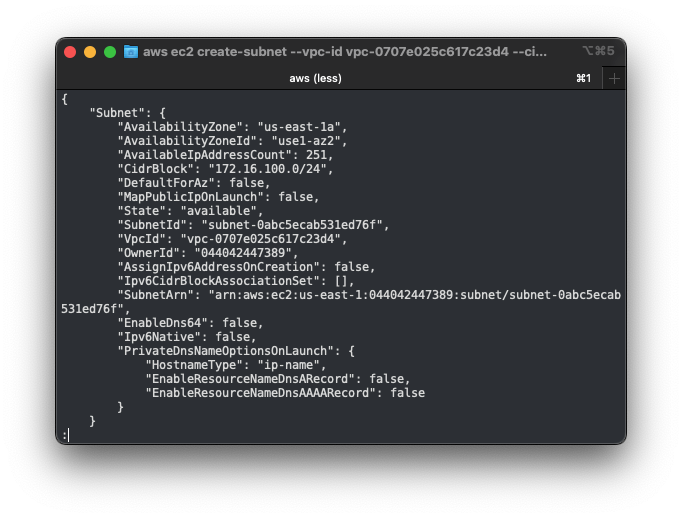 aws ec2 create-subnet --vpc-id vpc-0707e025c617c23d4 --ci... ⌥⌘5
aws (less) ⌘1 +
{
    "Subnet": {
        "AvailabilityZone": "us-east-1a",
        "AvailabilityZoneId": "use1-az2",
        "AvailableIpAddressCount": 251,
        "CidrBlock": "172.16.100.0/24",
        "DefaultForAz": false,
        "MapPublicIpOnLaunch": false,
        "State": "available",
        "SubnetId": "subnet-0abc5ecab531ed76f",
        "VpcId": "vpc-0707e025c617c23d4",
        "OwnerId": "044042447389",
        "AssignIpv6AddressOnCreation": false,
        "Ipv6CidrBlockAssociationSet": [],
        "SubnetArn": "arn:aws:ec2:us-east-1:044042447389:subnet/subnet-0abc5ecab
531ed76f",
        "EnableDns64": false,
        "Ipv6Native": false,
        "PrivateDnsNameOptionsOnLaunch": {
            "HostnameType": "ip-name",
            "EnableResourceNameDnsARecord": false,
            "EnableResourceNameDnsAAAARecord": false
        }
    }
: